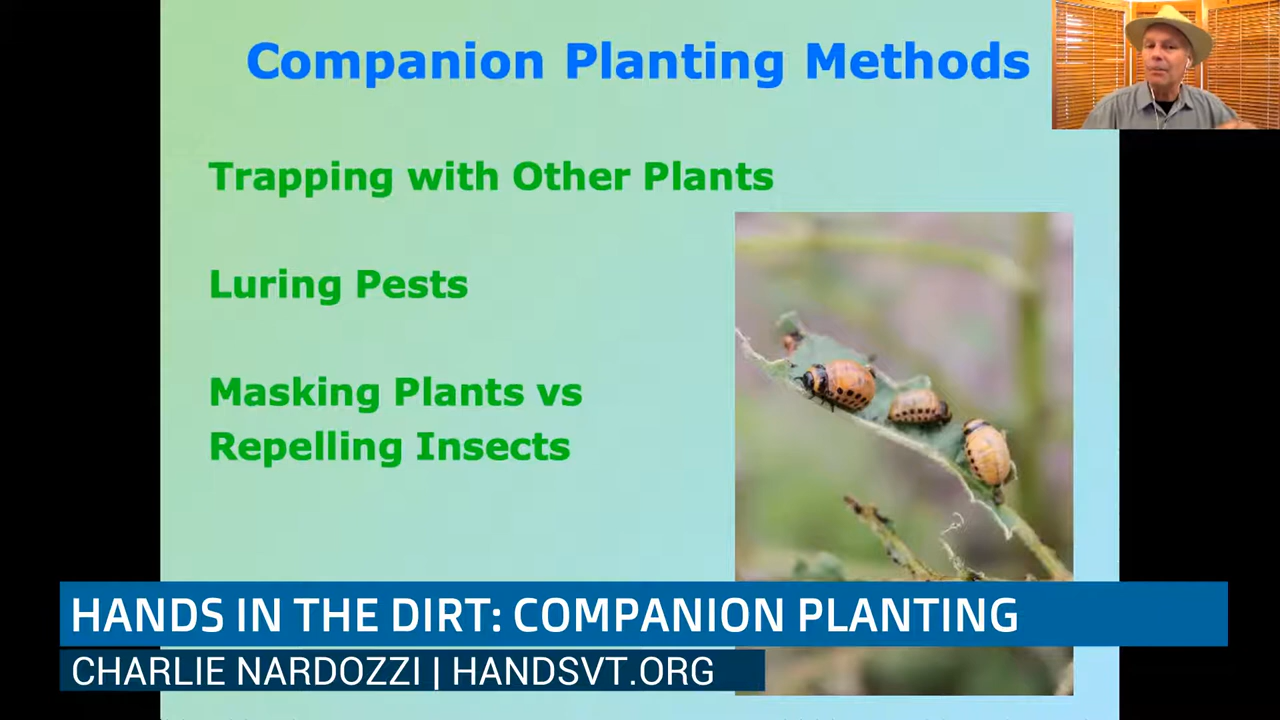 Companion Planting Methods
Trapping with Other Plants
Luring Pests
Masking Plants vs
Repelling Insects
HANDS IN THE DIRT: COMPANION PLANTING
CHARLIE NARDOZZI | HANDSVT.ORG